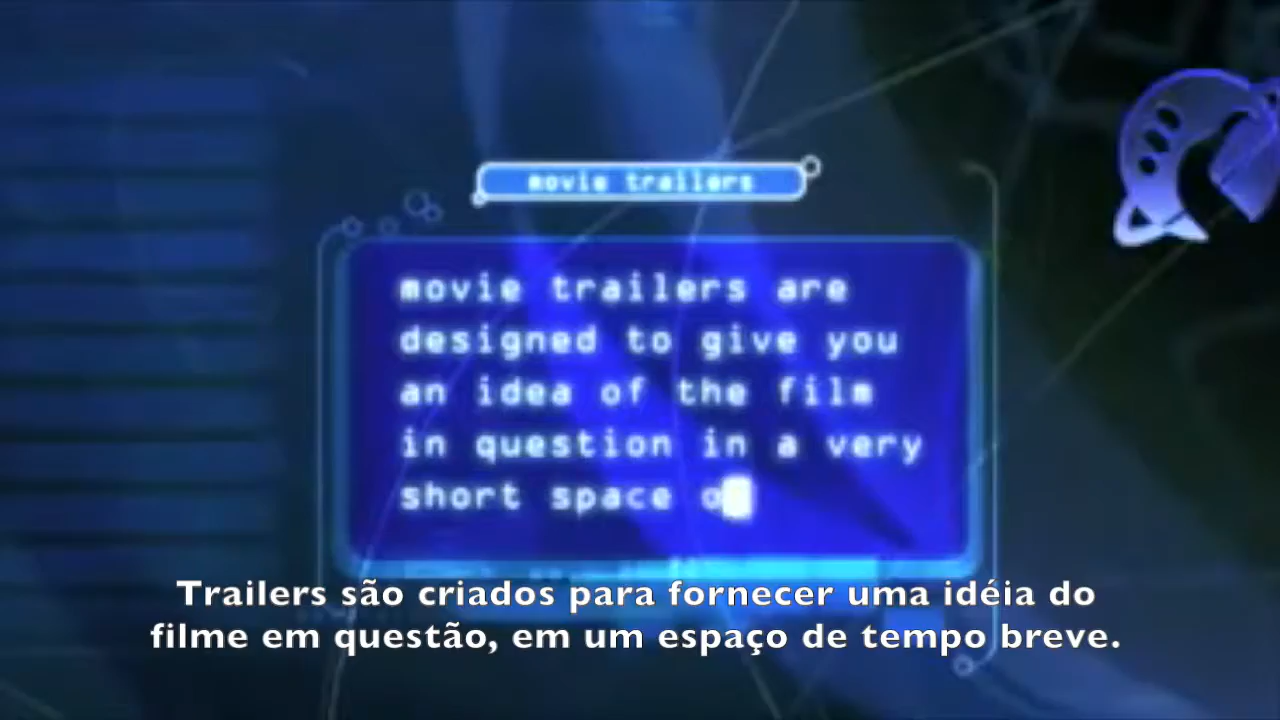 movie trailers
movie trailers are
designed to give you
an idea of the film
in question in a very
short space o
Trailers são criados para fornecer uma idéia do
filme em questão, em um espaço de tempo breve.